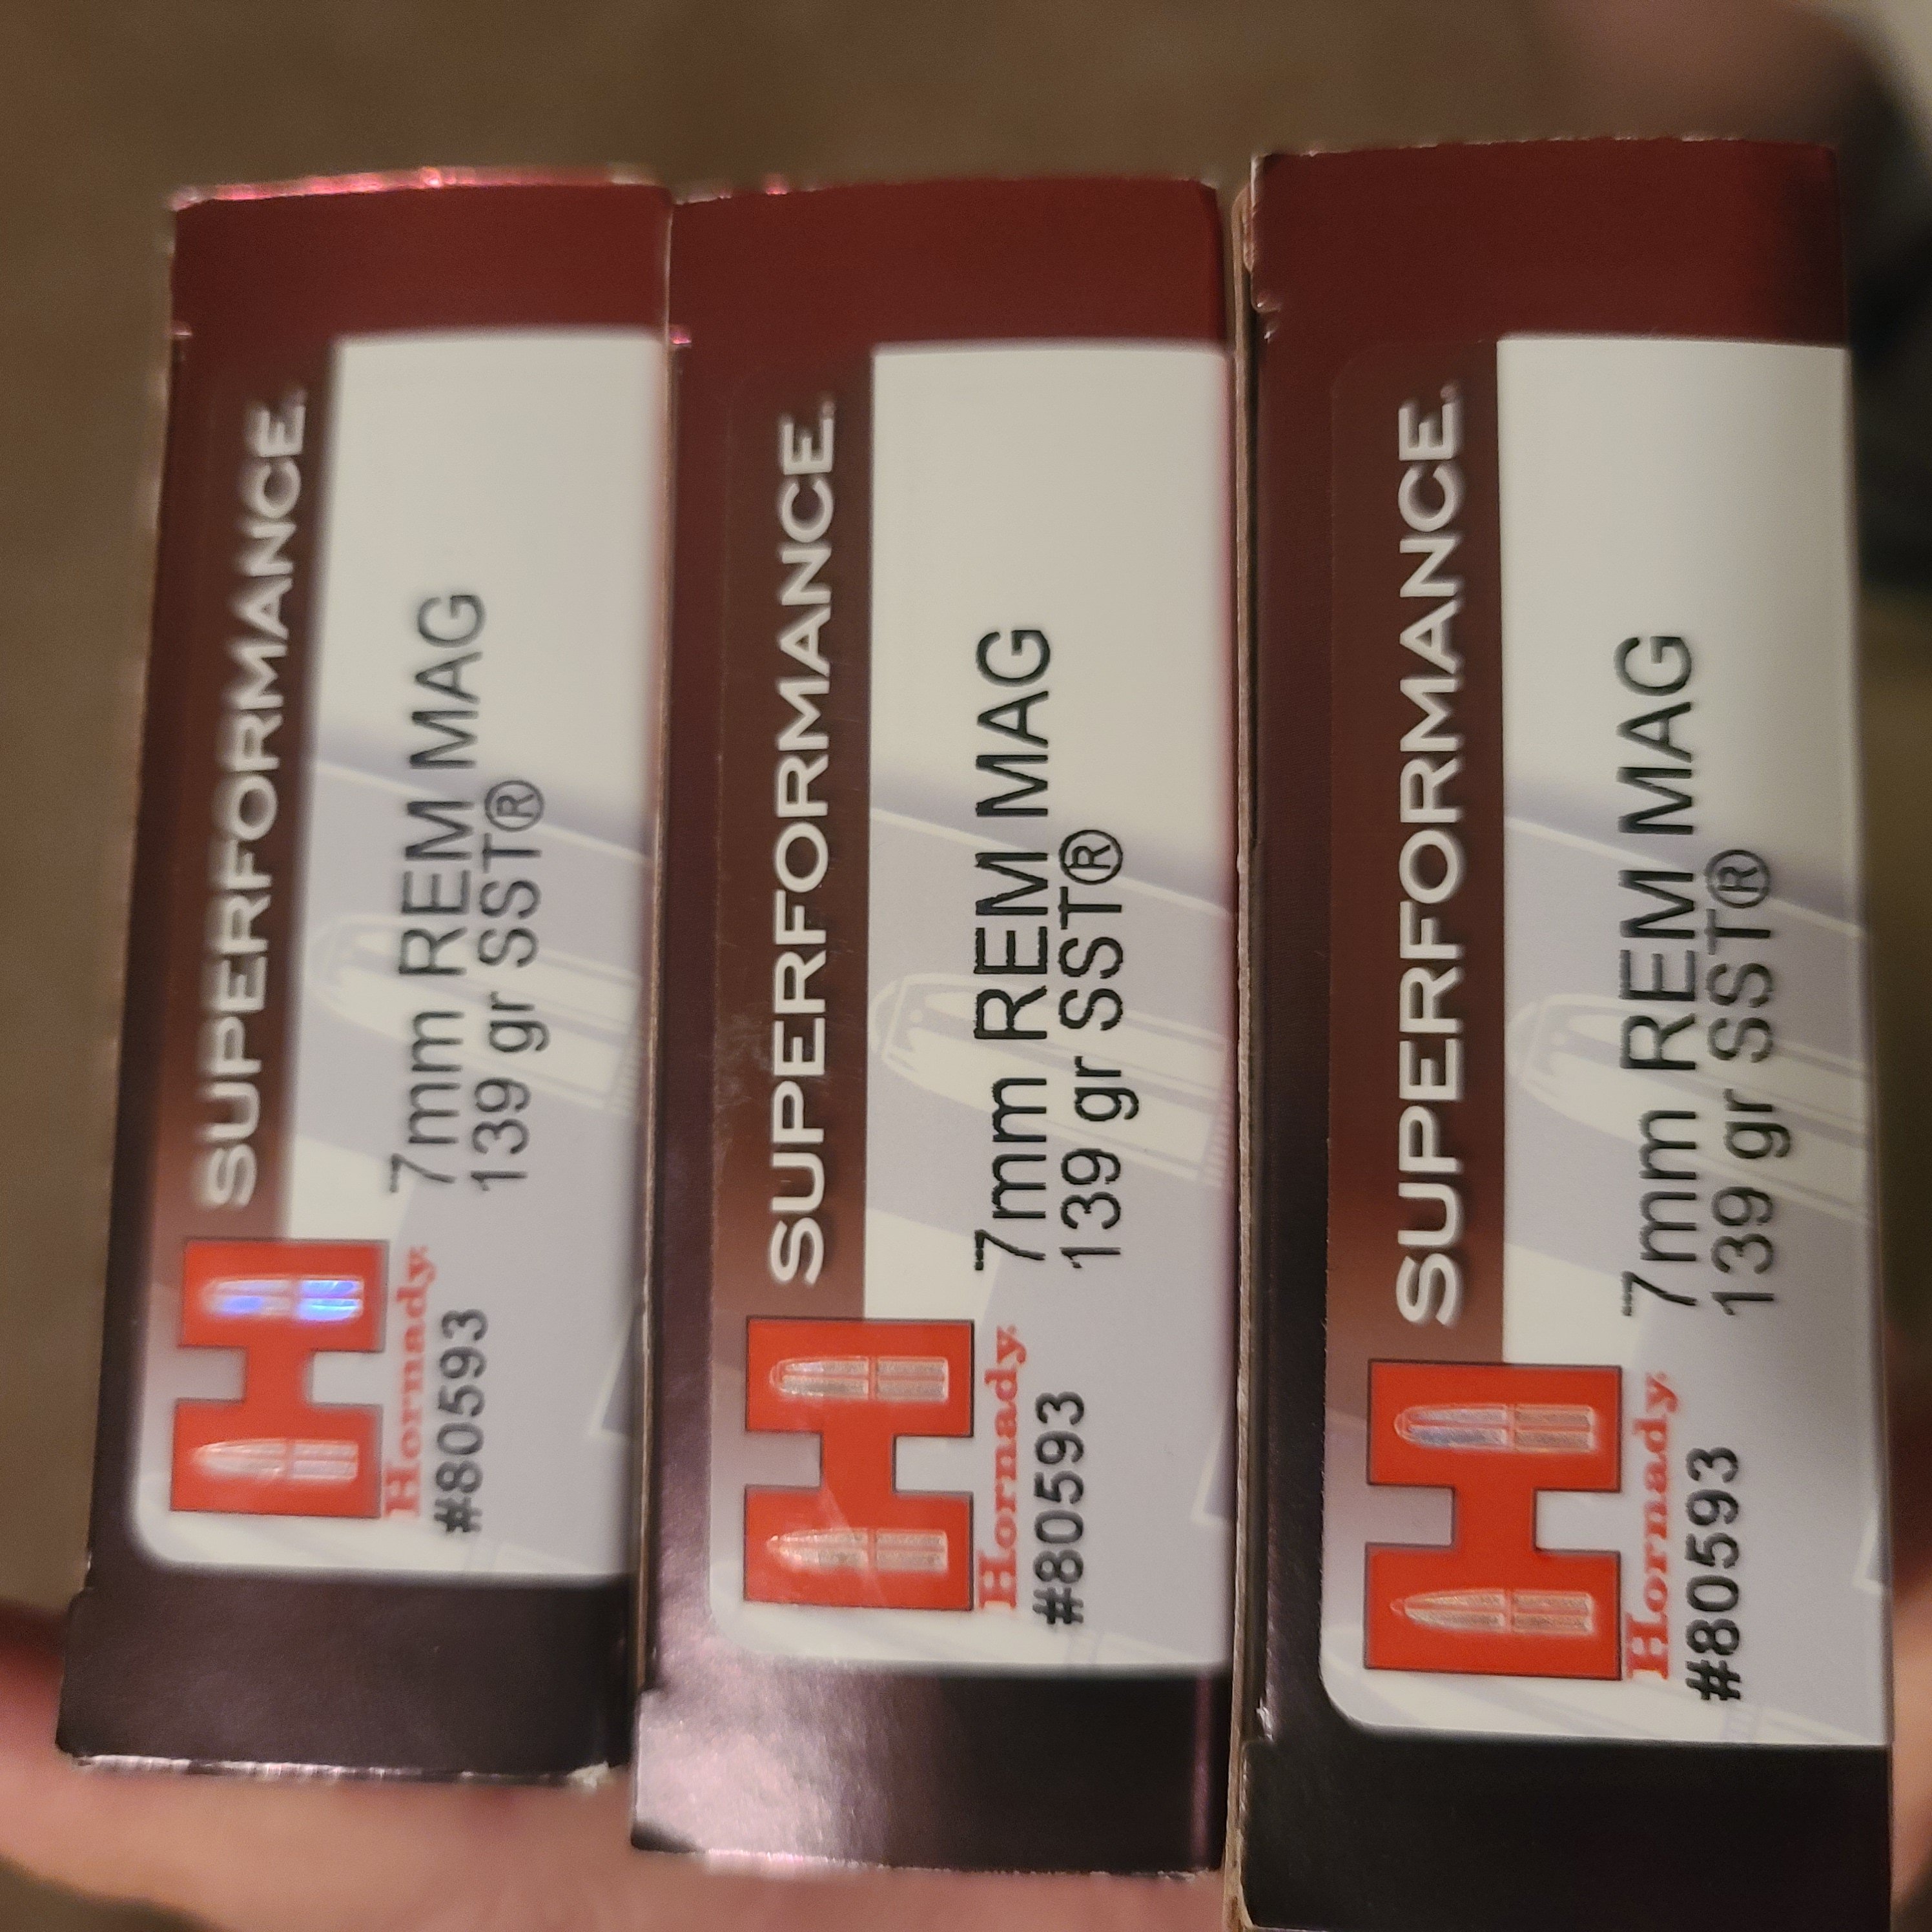 SUPERFORMANCE
7mm REM MAG
139 gr SST®
Hornady
#80593
SUPERFORMANCE
7mm REM MAG
139 gr SST®
Hornady
#80593
SUPERFORMANCE
7mm REM MAG
139 gr SST®
Hornady
#80593